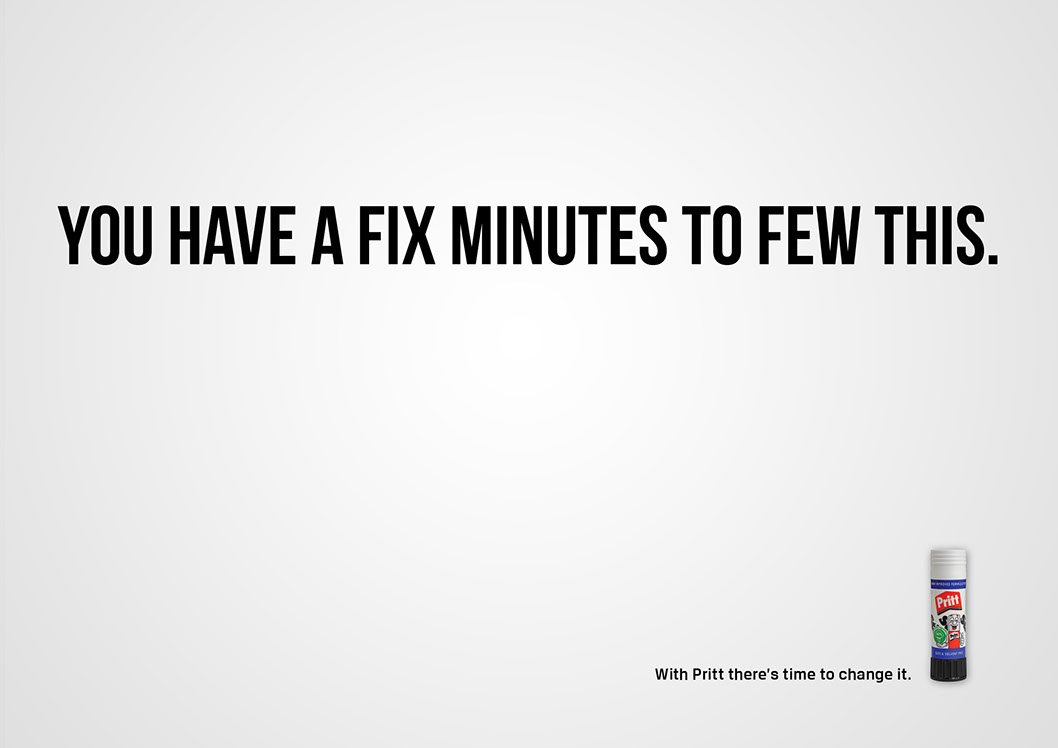 YOU HAVE A FIX MINUTES TO FEW THIS.
Pritt
With Pritt there's time to change it.